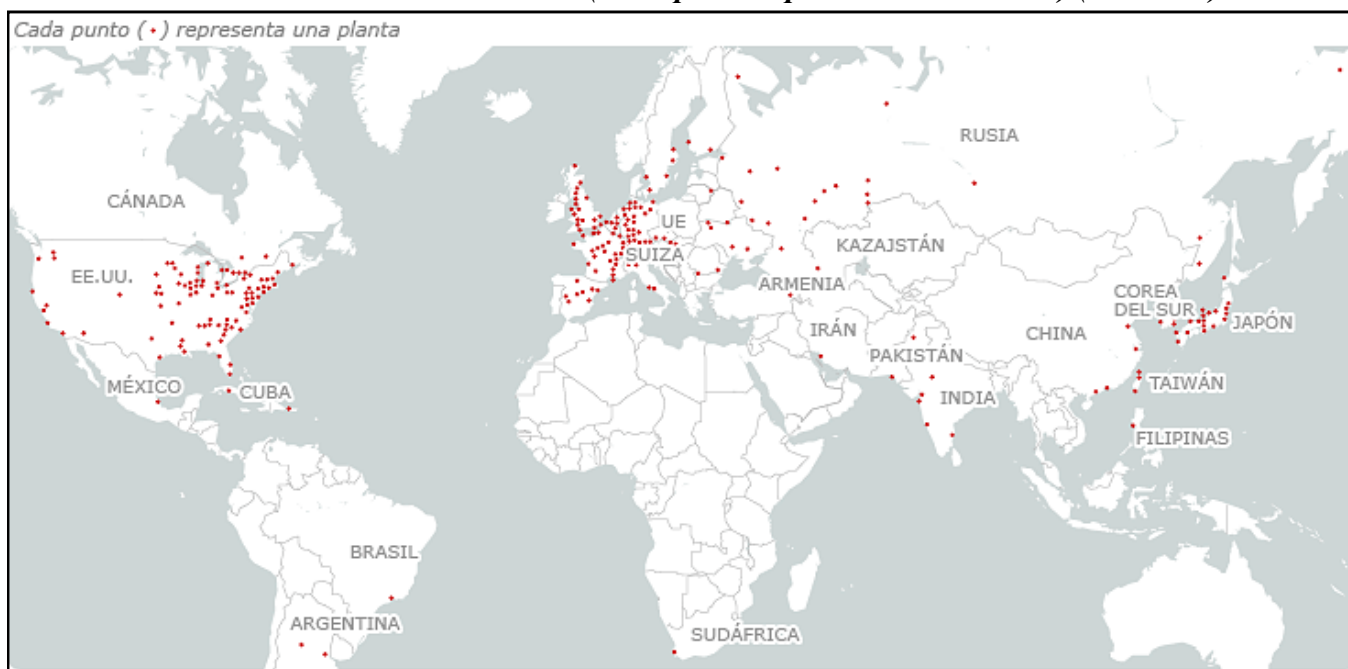 Cada punto ( • ) representa una planta
RUSIA
CÁNADA
UE
SUIZA
KAZAJSTÁN
EE.UU.
ARMENIA
COREA
DEL SUR
JAPÓN
IRÁN
CHINA
PAKISTÁN
MÉXICO
CUBA
TAIWÁN
INDIA
FILIPINAS
BRASIL
ARGENTINA
SUDÁFRICA